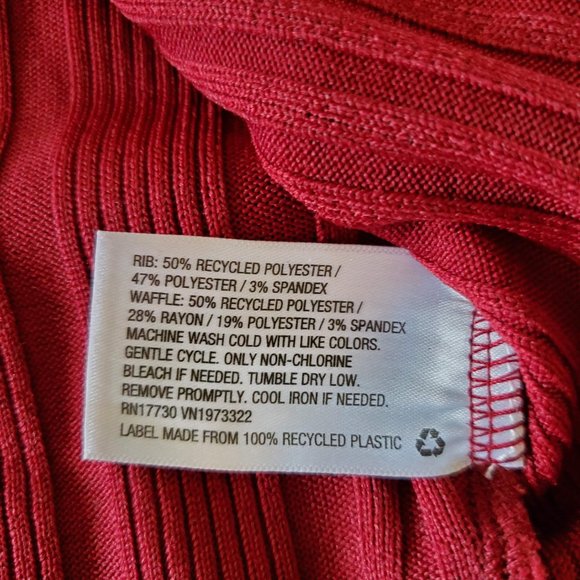 RIB: 50% RECYCLED POLYESTER /
47% POLYESTER / 3% SPANDEX
WAFFLE: 50% RECYCLED POLYESTER /
28% RAYON / 19% POLYESTER / 3% SPANDEX
MACHINE WASH COLD WITH LIKE COLORS.
GENTLE CYCLE. ONLY NON-CHLORINE
BLEACH IF NEEDED. TUMBLE DRY LOW.
REMOVE PROMPTLY. COOL IRON IF NEEDED.
RN17730 VN1973322
LABEL MADE FROM 100% RECYCLED PLASTIC